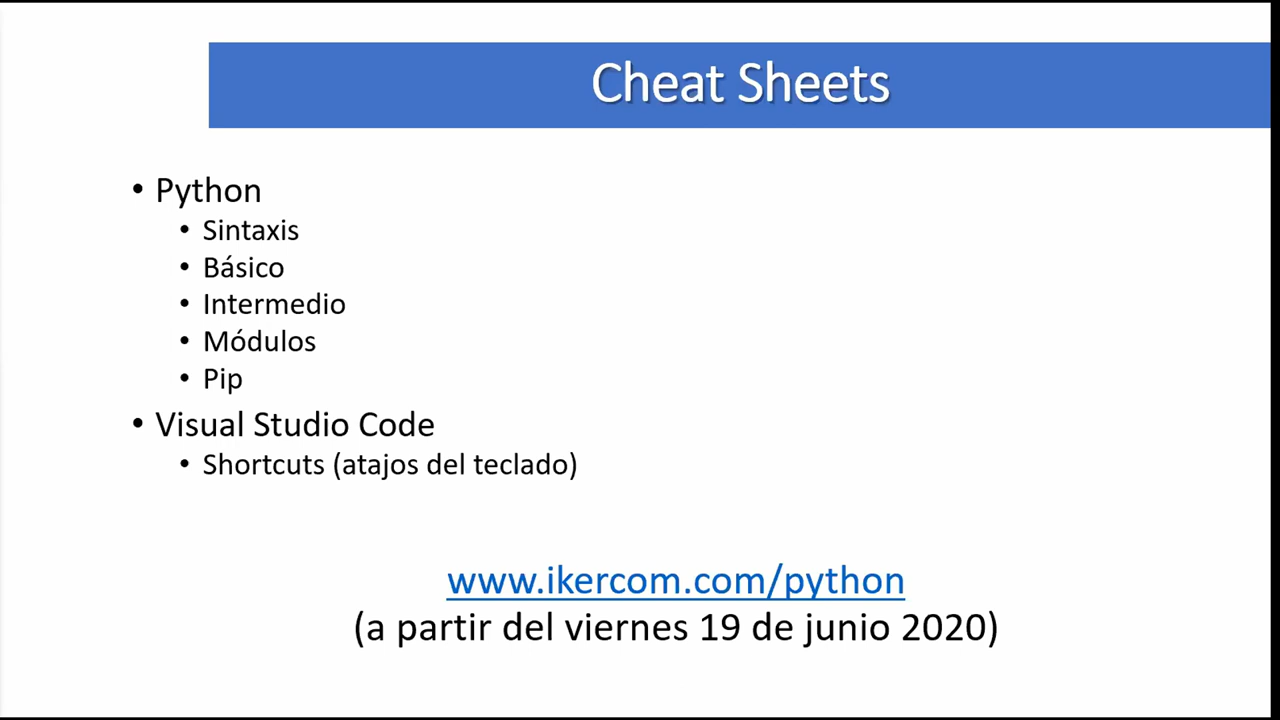 Cheat Sheets
• Python
• Sintaxis
• Básico
• Intermedio
• Módulos
• Pip
• Visual Studio Code
• Shortcuts (atajos del teclado)
www.ikercom.com/python
(a partir del viernes 19 de junio 2020)